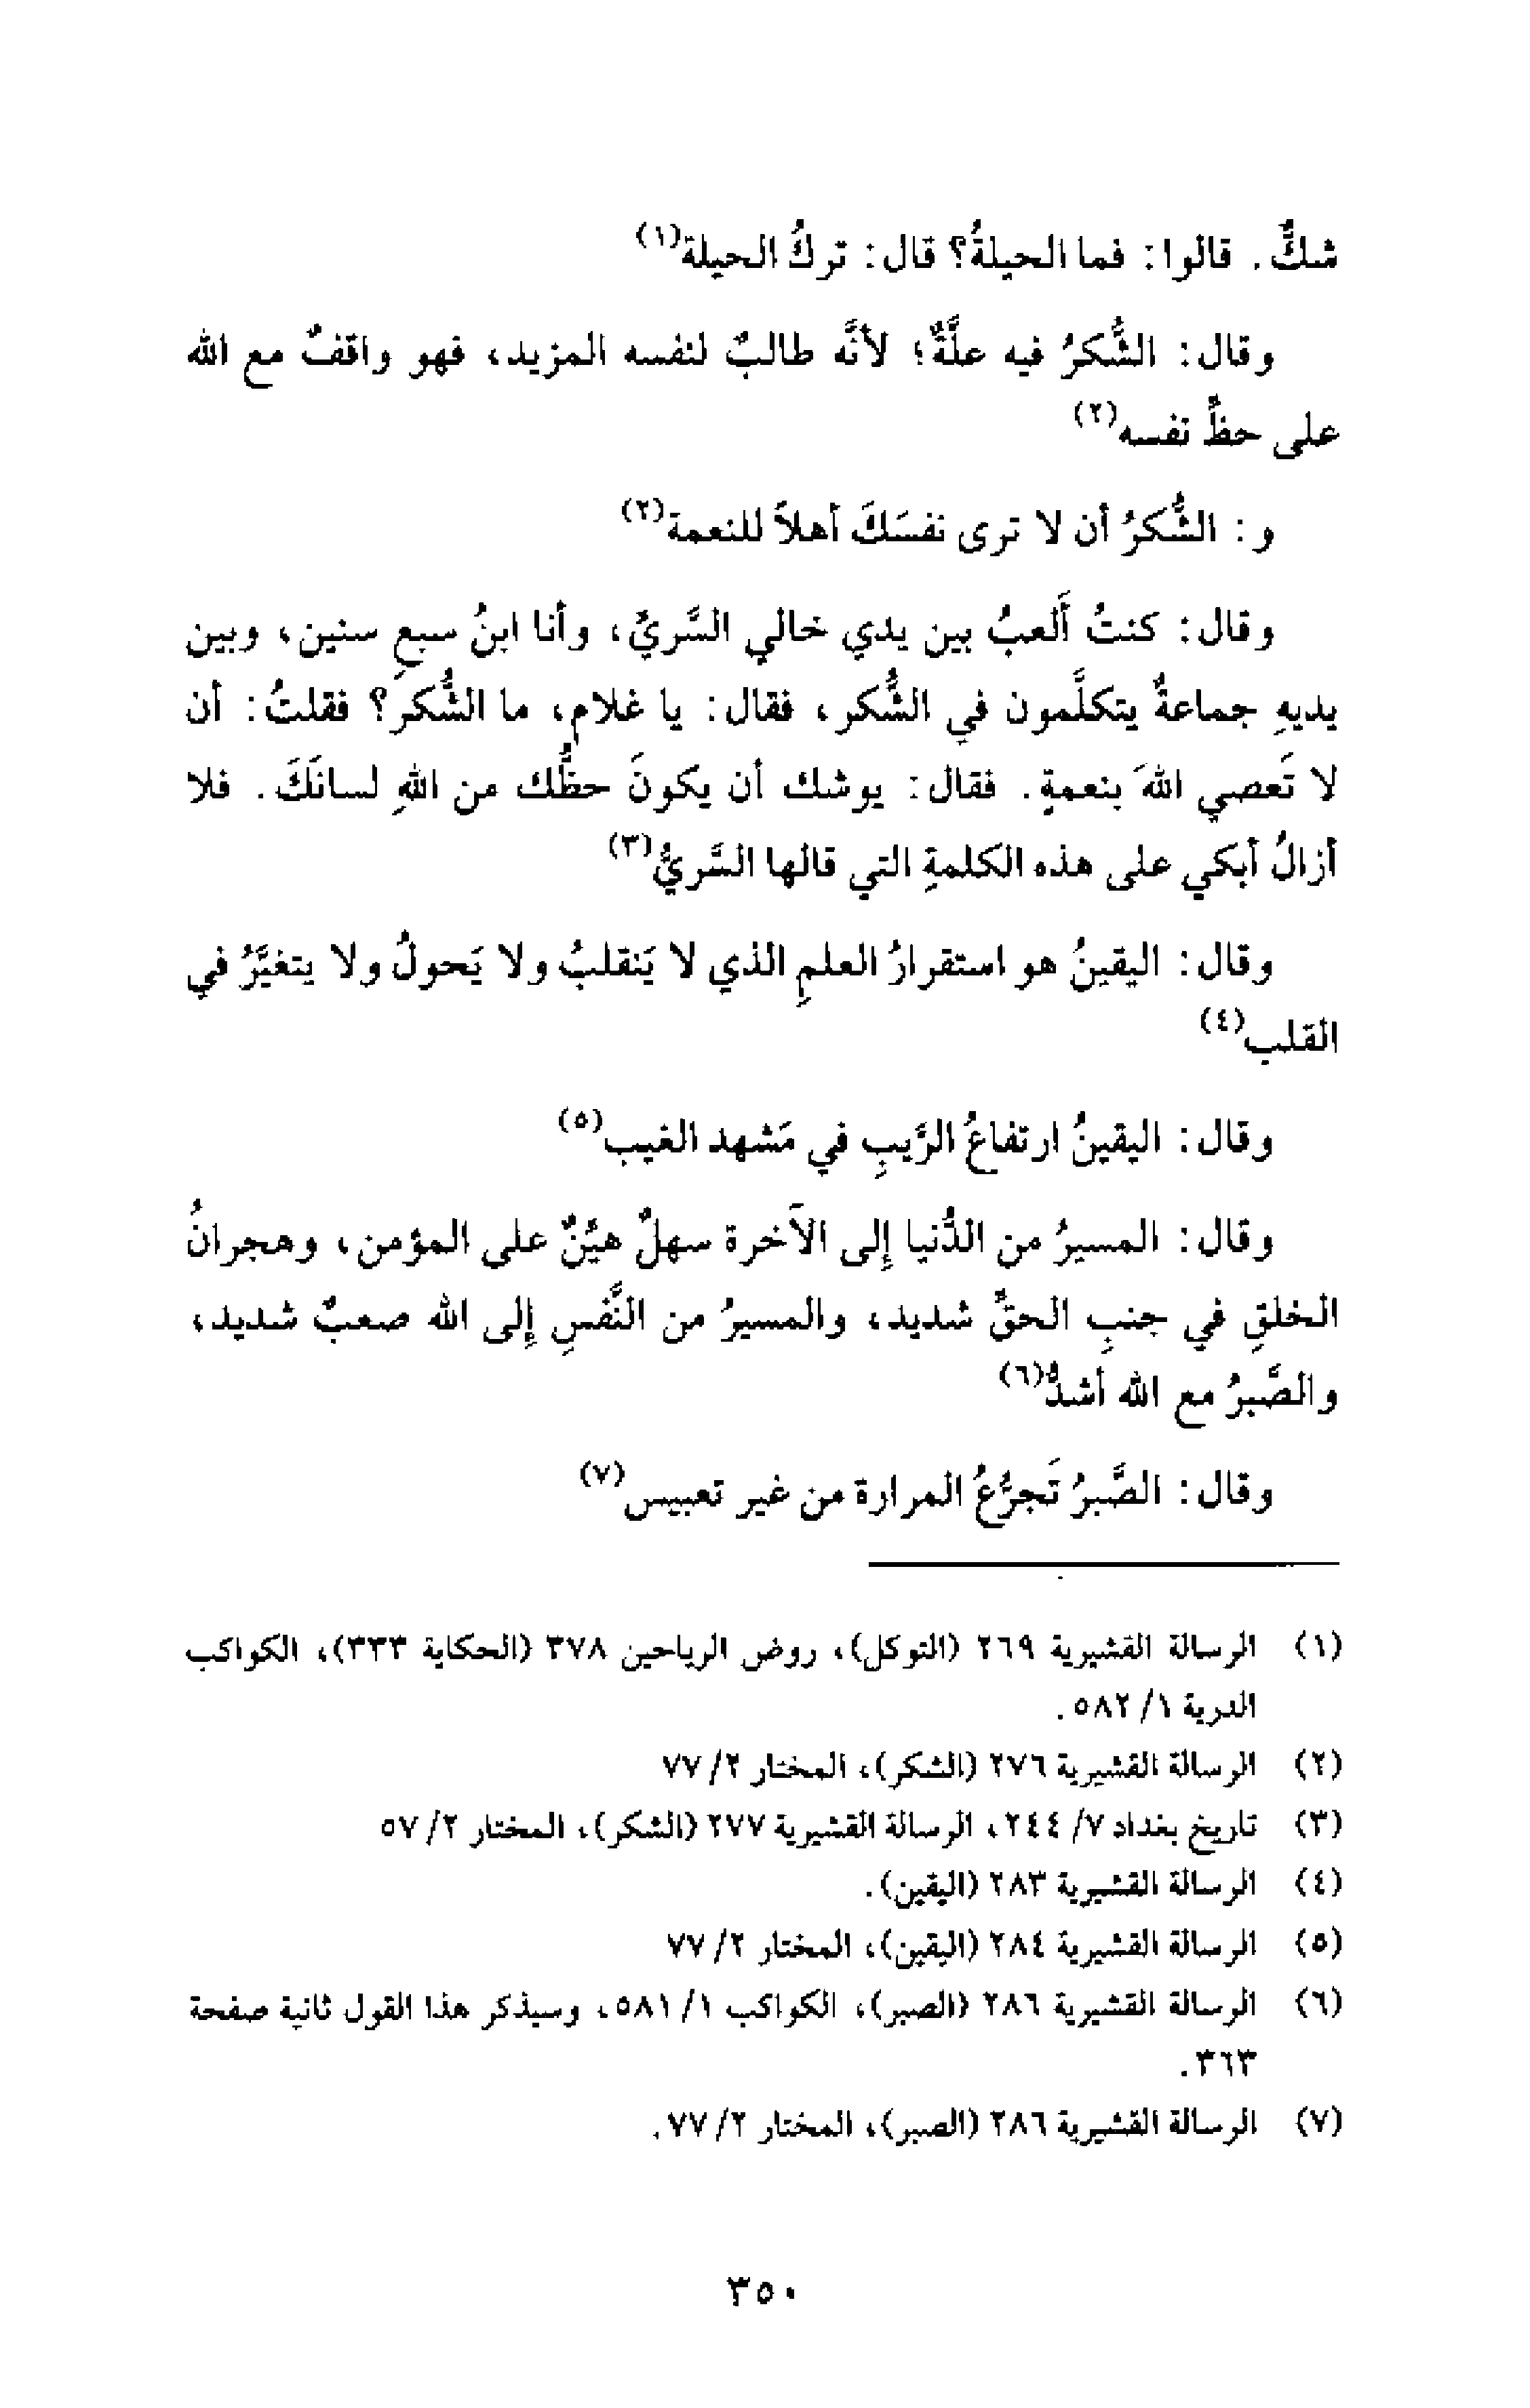 شكٌّ. قالوا: فما الحيلةُ؟ قال: تركُ الحيلة(١)
وقال: الشُّكرُ فيه علَّةٌ؛ لأنَّه طالبٌ لنفسه المزيد، فهو واقفٌ مع الله
على حظِّ نفسه(٢)
و: الشُّكرُ أن لا ترى نفسَكَ أهلاً للنعمة(٢)
وقال: كنتُ أَلعبُ بين يدي خالي السَّريِّ، وأنا ابنُ سبعِ سنين، وبين
يديهِ جماعةٌ يتكلَّمون في الشُّكر، فقال: يا غلام، ما الشُّكر؟ فقلتُ: أن
لا تَعصي اللهَ بنعمةٍ. فقال: يوشك أن يكونَ حظُّك من اللهِ لسانَكَ. فلا
أزالُ أبكي على هذه الكلمةِ التي قالها السَّريُّ(٣)
وقال: اليقينُ هو استقرارُ العلمِ الذي لا يَنقلبُ ولا يَحولُ ولا يتغيَّرُ في
القلب(٤)
وقال: اليقينُ ارتفاعُ الرَّيبِ في مَشهد الغيب(٥)
وقال: المسيرُ من الدُّنيا إلى الآخرة سهلٌ هيِّنٌ على المؤمن، وهجرانُ
الخلقِ في جنبِ الحقِّ شديد، والمسيرُ من النَّفسِ إلى الله صعبٌ شديد،
والصَّبرُ مع الله أشدُّ(٦)
وقال: الصَّبرُ تَجرُّعُ المرارة من غير تعبيس(٧)
(١) الرسالة القشيرية ٢٦٩ (التوكل)، روض الرياحين ٣٧٨ (الحكاية ٣٣٣)، الكواكب
الدرية ١/ ٥٨٢.
(٢) الرسالة القشيرية ٢٧٦ (الشكر)، المختار ٢/ ٧٧
(٣) تاريخ بغداد ٧/ ٢٤٤، الرسالة القشيرية ٢٧٧ (الشكر)، المختار ٢/ ٥٧
(٤) الرسالة القشيرية ٢٨٣ (اليقين).
(٥) الرسالة القشيرية ٢٨٤ (اليقين)، المختار ٢/ ٧٧
(٦) الرسالة القشيرية ٢٨٦ (الصبر)، الكواكب ١/ ٥٨١، وسيذكر هذا القول ثانية صفحة
٣٦٣.
(٧) الرسالة القشيرية ٢٨٦ (الصبر)، المختار ٢/ ٧٧.
٣٥٠